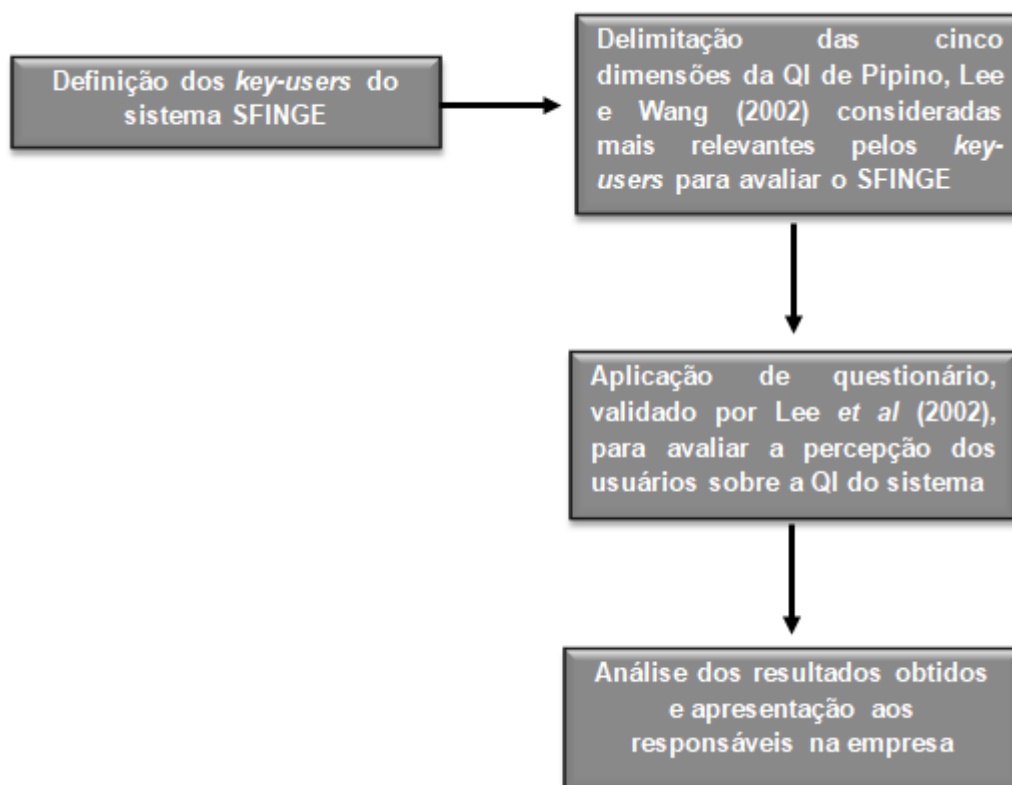 Definição dos key-users do
sistema SFINGE
Delimitação das cinco
dimensões da QI de Pipino, Lee
e Wang (2002) consideradas
mais relevantes pelos key-
users para avaliar o SFINGE
Aplicação de questionário,
validado por Lee et al (2002),
para avaliar a percepção dos
usuários sobre a QI do sistema
Análise dos resultados obtidos
e apresentação aos
responsáveis na empresa